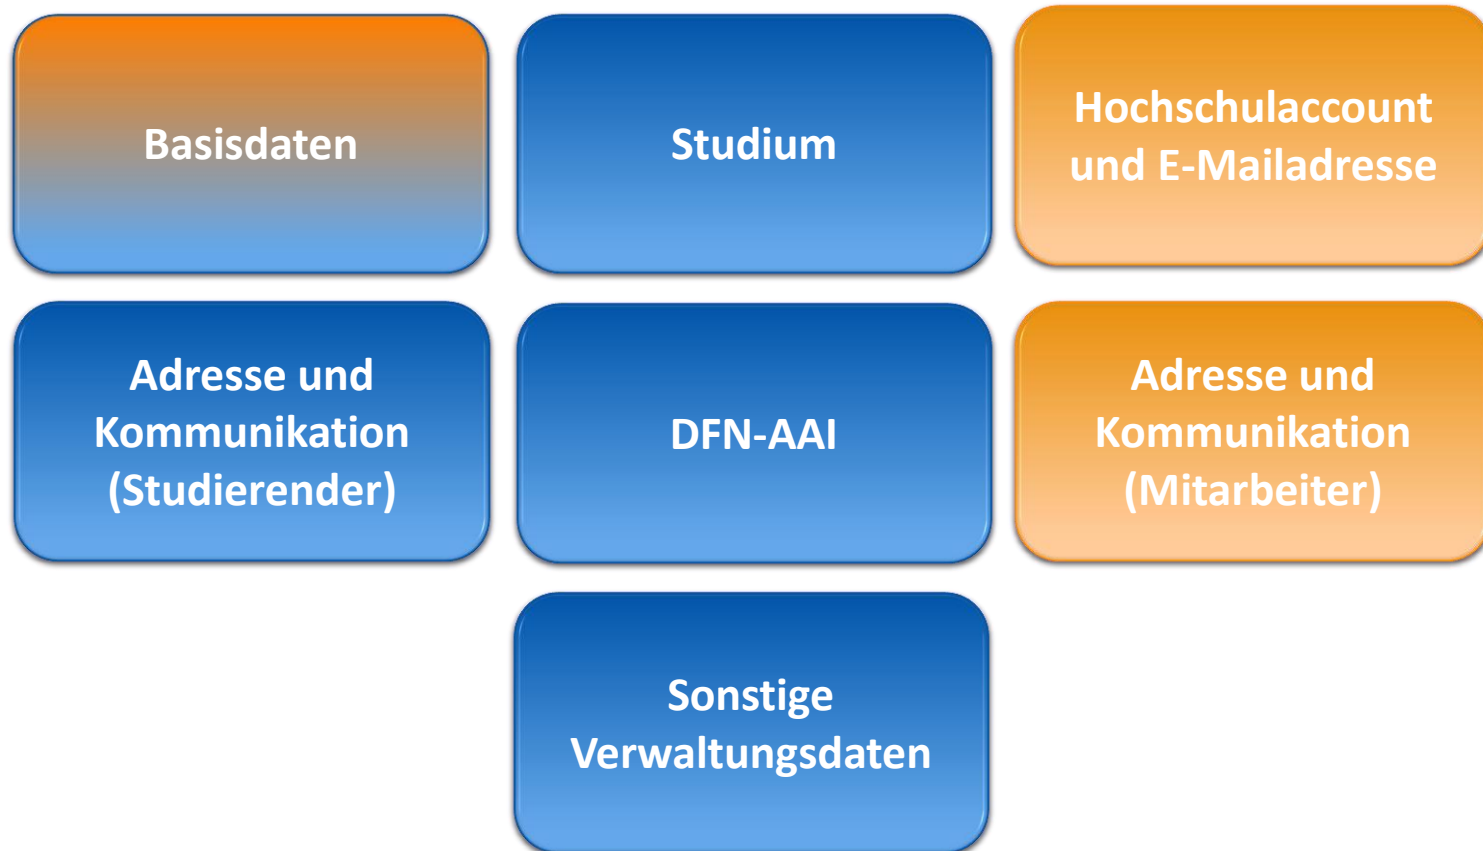 Basisdaten
Studium
Hochschulaccount
und E-Mailadresse
Adresse und
Kommunikation
(Studierender)
DFN-AAI
Adresse und
Kommunikation
(Mitarbeiter)
Sonstige
Verwaltungsdaten